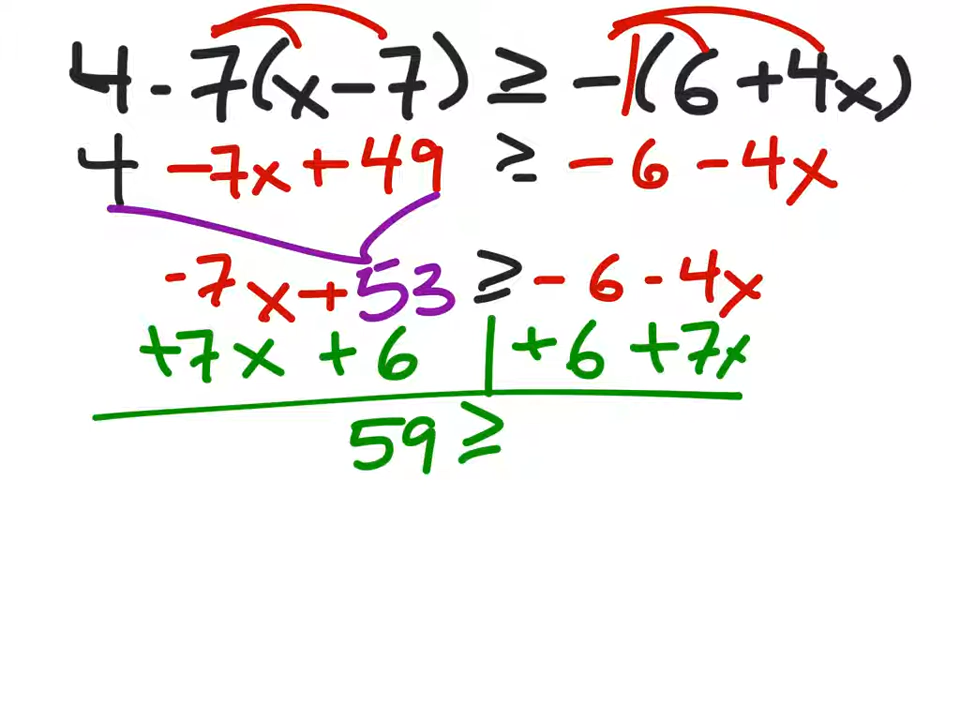 4 - 7(x - 7) ≥ -1(6 + 4x)
4 - 7x + 49 ≥ - 6 - 4x
-7x + 53 ≥ - 6 - 4x
+7x + 6 | + 6 + 7x
59 ≥